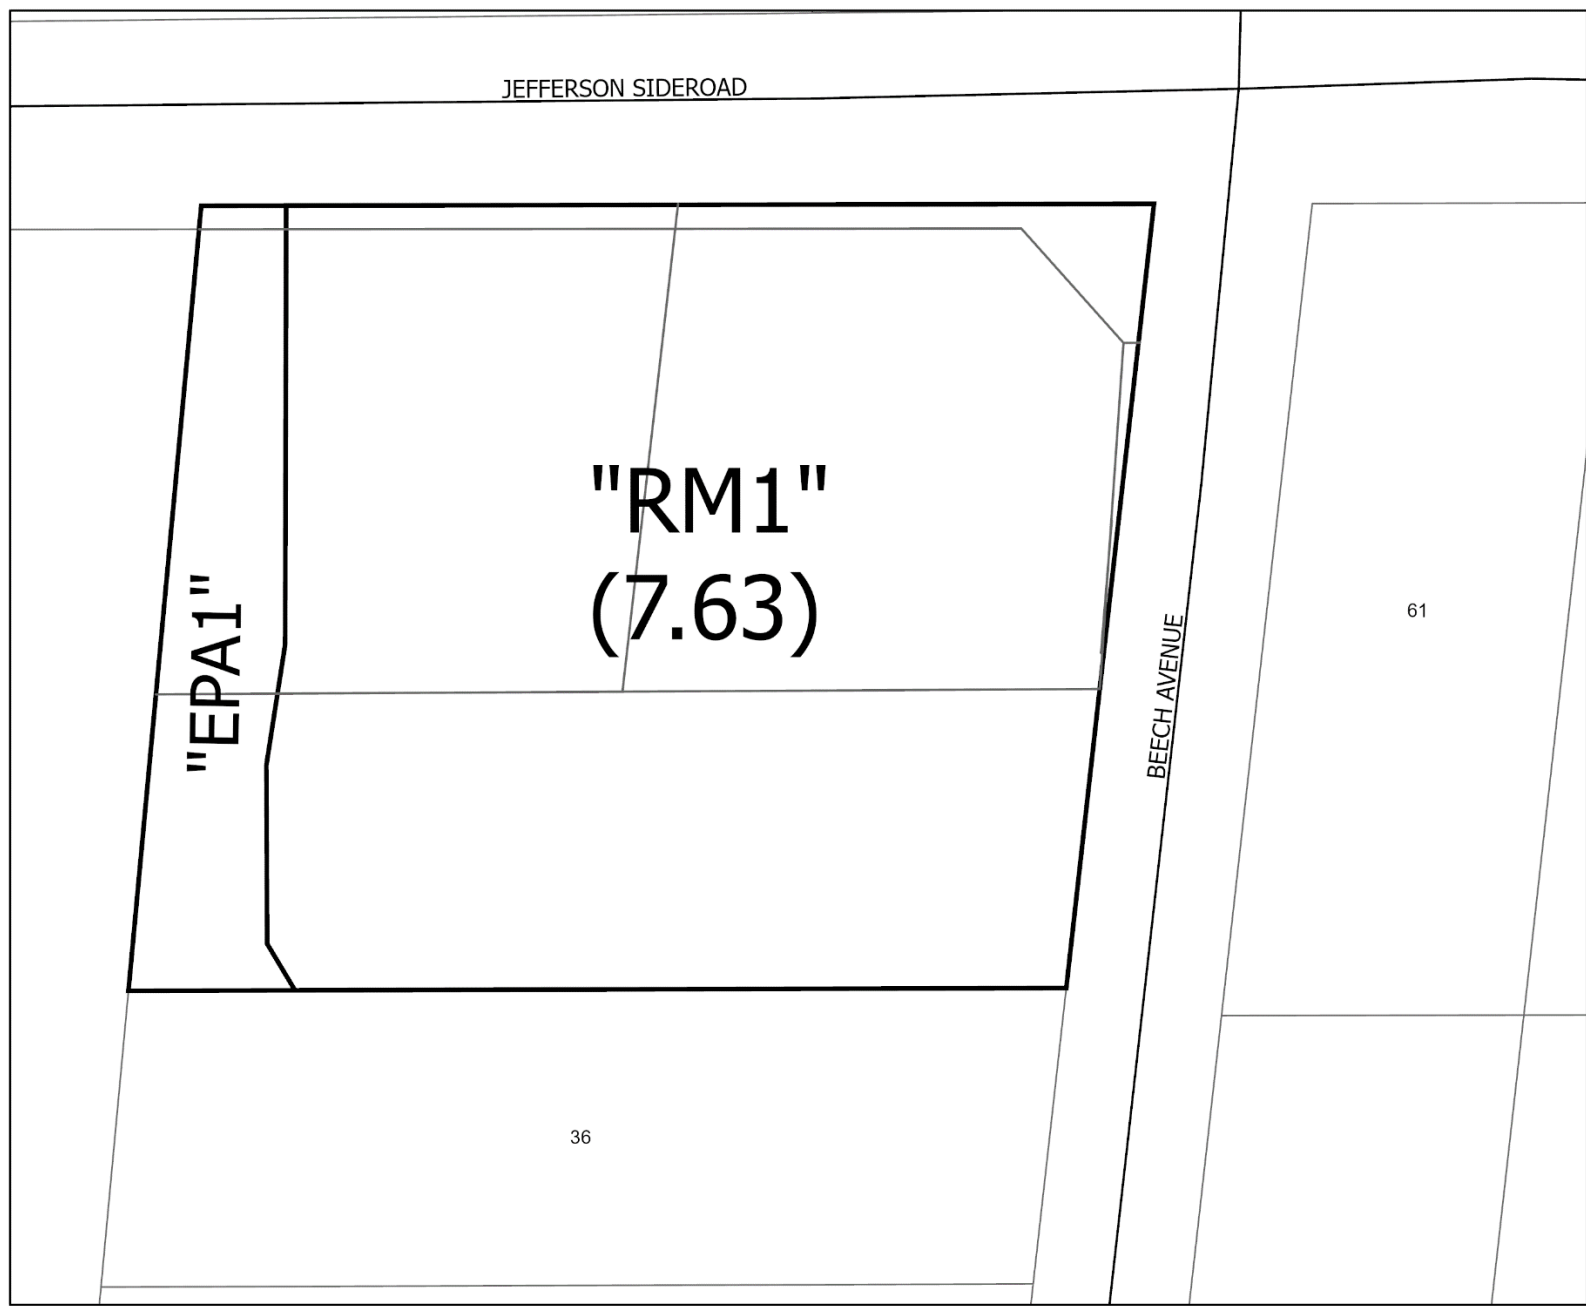 JEFFERSON SIDEROAD
"RM1"
(7.63)
"EPA1"
BEECH AVENUE
61
36